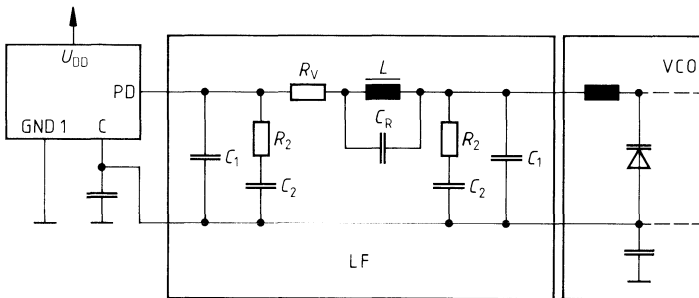 U_DD
PD
GND 1
C
R_V
L
C_R
C_1
R_2
C_2
R_2
C_2
C_1
LF
VCO